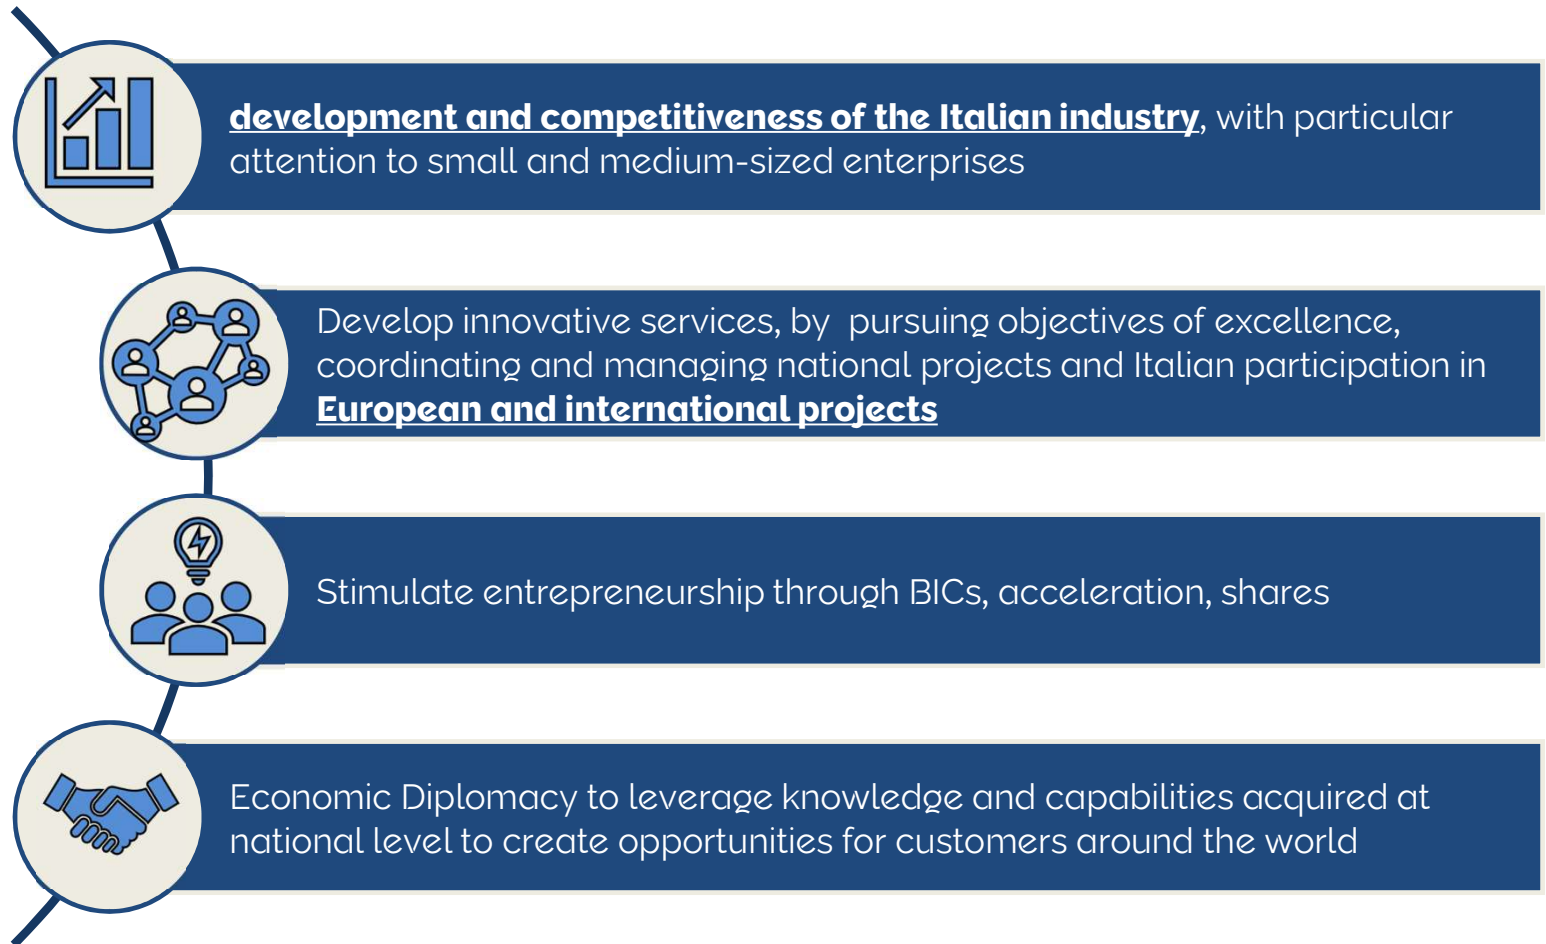 development and competitiveness of the Italian industry, with particular
attention to small and medium-sized enterprises
Develop innovative services, by  pursuing objectives of excellence,
coordinating and managing national projects and Italian participation in
European and international projects
Stimulate entrepreneurship through BICs, acceleration, shares
Economic Diplomacy to leverage knowledge and capabilities acquired at
national level to create opportunities for customers around the world